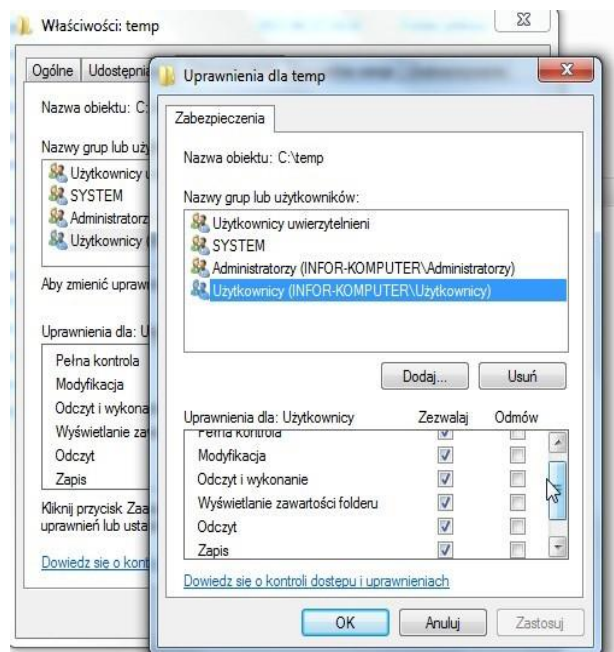 Właściwości: temp
Ogólne Udostępnia
Nazwa obiektu: C:
Nazwy grup lub uży
Użytkownicy u
SYSTEM
Administratorz
Użytkownicy (
Aby zmienić upraw
Uprawnienia dla: U
Pełna kontrola
Modyfikacja
Odczyt i wykona
Wyświetlanie za
Odczyt
Zapis
Kliknij przycisk Zaa
uprawnień lub usta
Dowiedz się o kont
Uprawnienia dla temp
Zabezpieczenia
Nazwa obiektu: C:\temp
Nazwy grup lub użytkowników:
Użytkownicy uwierzytelnieni
SYSTEM
Administratorzy (INFOR-KOMPUTER\Administratorzy)
Użytkownicy (INFOR-KOMPUTER\Użytkownicy)
Dodaj... Usuń
Uprawnienia dla: Użytkownicy Zezwalaj Odmów
Pełna kontrola
Modyfikacja
Odczyt i wykonanie
Wyświetlanie zawartości folderu
Odczyt
Zapis
Dowiedz się o kontroli dostępu i uprawnieniach
OK Anuluj Zastosuj